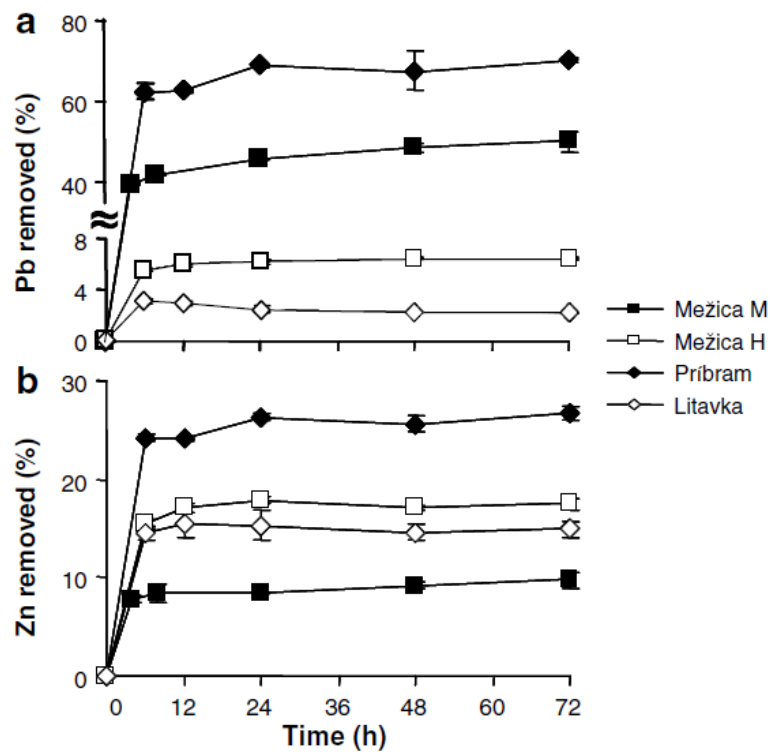 a
80
60
40
8
4
0
Pb removed (%)
Mežica M
Mežica H
Príbram
Litavka
b
30
20
10
0
Zn removed (%)
0 12 24 36 48 60 72
Time (h)